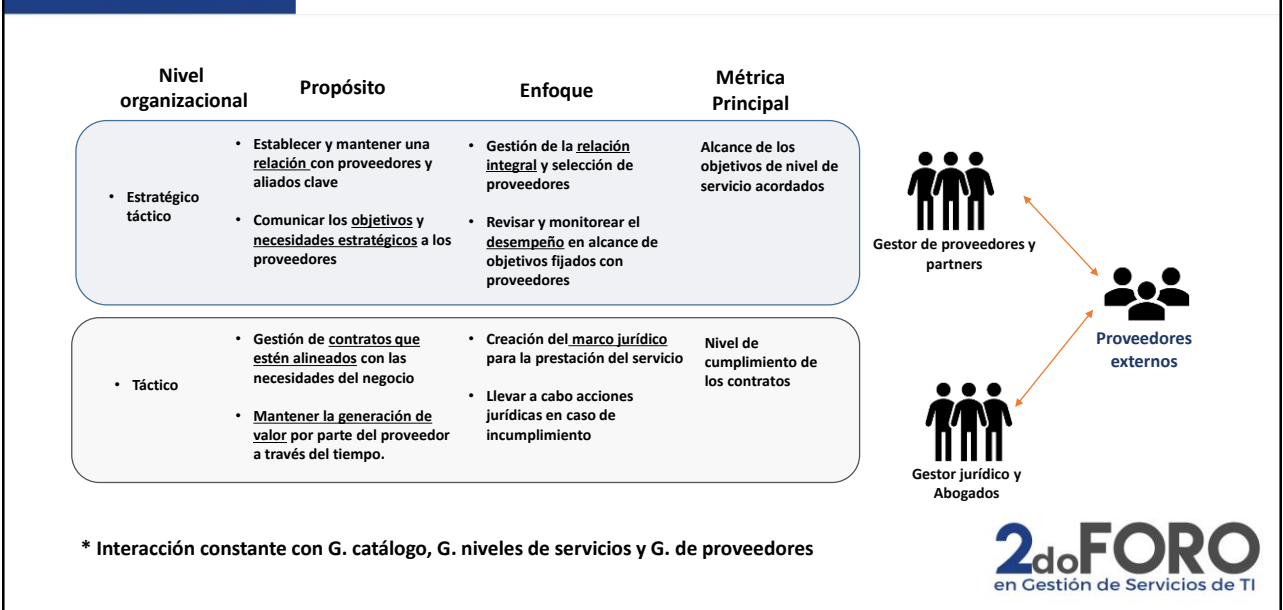 Nivel
organizacional
Propósito
Enfoque
Métrica
Principal
• Estratégico
táctico
• Establecer y mantener una
relación con proveedores y
aliados clave
• Comunicar los objetivos y
necesidades estratégicos a los
proveedores
• Gestión de la relación
integral y selección de
proveedores
• Revisar y monitorear el
desempeño en alcance de
objetivos fijados con
proveedores
Alcance de los
objetivos de nivel de
servicio acordados
Gestor de proveedores y
partners
• Táctico
• Gestión de contratos que
estén alineados con las
necesidades del negocio
• Mantener la generación de
valor por parte del proveedor
a través del tiempo.
• Creación del marco jurídico
para la prestación del servicio
• Llevar a cabo acciones
jurídicas en caso de
incumplimiento
Nivel de
cumplimiento de
los contratos
Proveedores
externos
Gestor jurídico y
Abogados
* Interacción constante con G. catálogo, G. niveles de servicios y G. de proveedores
2doFORO
en Gestión de Servicios de TI